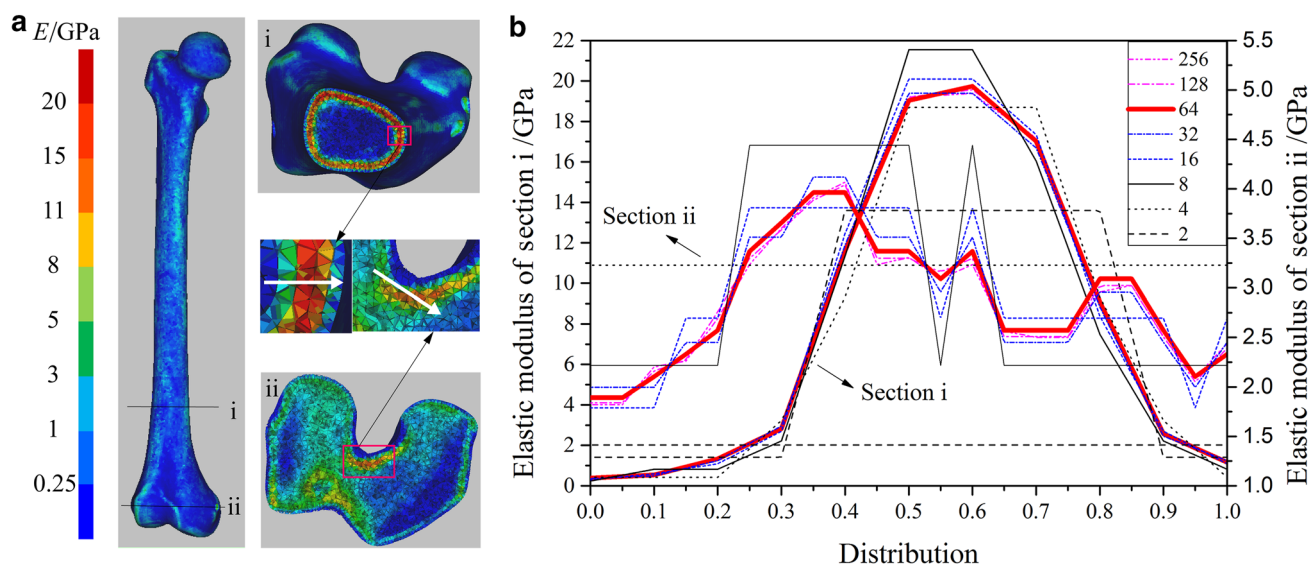 a
E/GPa
20
15
11
8
5
3
1
0.25
i
ii
i
ii
b
Elastic modulus of section i /GPa
22
20
18
16
14
12
10
8
6
4
2
0
Section ii
Section i
256
128
64
32
16
8
4
2
5.5
5.0
4.5
4.0
3.5
3.0
2.5
2.0
1.5
1.0
Elastic modulus of section ii /GPa
0.0 0.1 0.2 0.3 0.4 0.5 0.6 0.7 0.8 0.9 1.0
Distribution